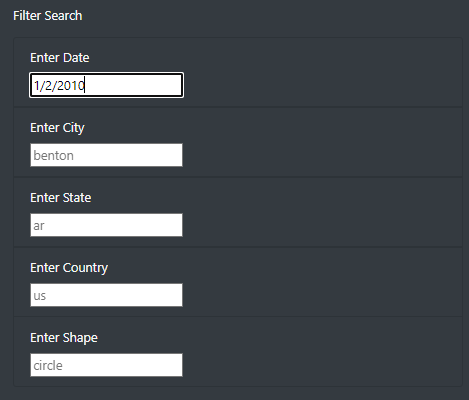 Filter Search
Enter Date
1/2/2010
Enter City
benton
Enter State
ar
Enter Country
us
Enter Shape
circle